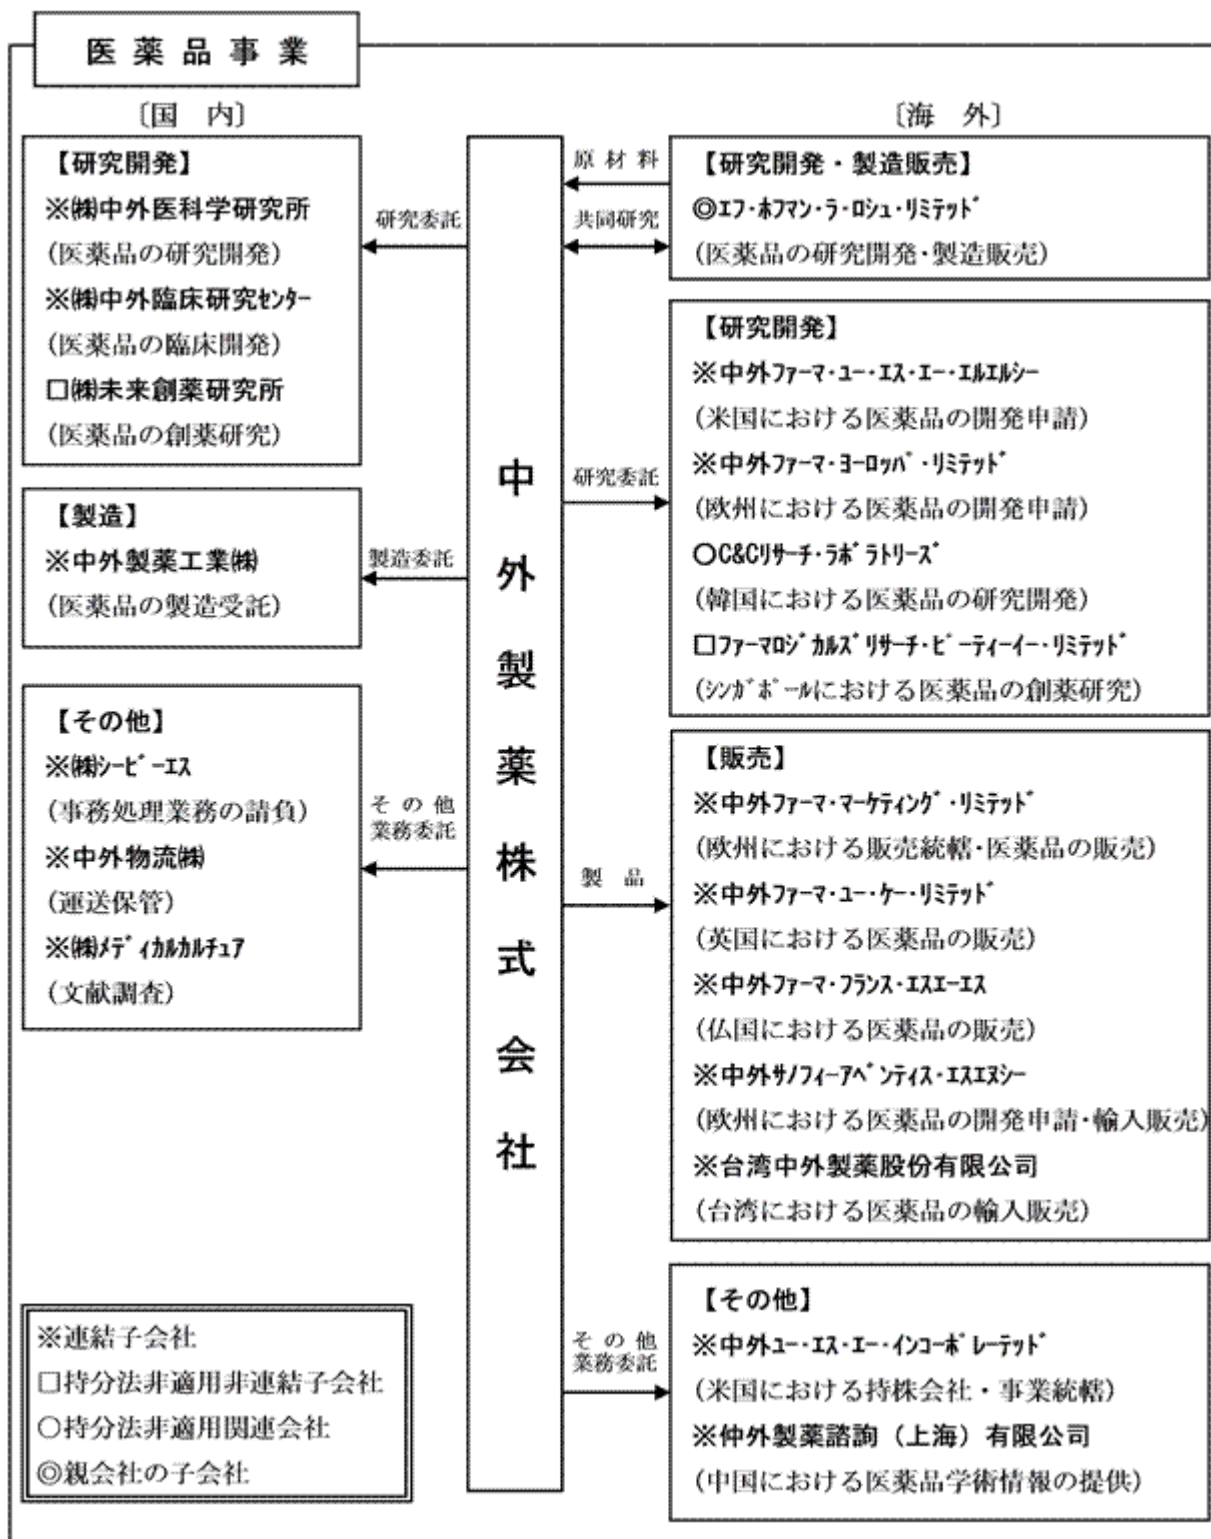 医薬品事業
〔国 内〕
【研究開発】
※㈱中外医科学研究所
(医薬品の研究開発)
※㈱中外臨床研究ｾﾝﾀｰ
(医薬品の臨床開発)
□㈱未来創薬研究所
(医薬品の創薬研究)
【製造】
※中外製薬工業㈱
(医薬品の製造受託)
【その他】
※㈱ｼｰﾋﾞｰｴｽ
(事務処理業務の請負)
※中外物流㈱
(運送保管)
※㈱ﾒﾃﾞｨｶﾙｶﾙﾁｭｱ
(文献調査)
※連結子会社
□持分法非適用非連結子会社
○持分法非適用関連会社
◎親会社の子会社
研究委託
製造委託
その他
業務委託
中外製薬株式会社
原材料
共同研究
研究委託
製 品
その他
業務委託
〔海 外〕
【研究開発・製造販売】
◎ｴﾌ･ﾎﾌﾏﾝ･ﾗ･ﾛｼｭ･ﾘﾐﾃｯﾄﾞ
(医薬品の研究開発･製造販売)
【研究開発】
※中外ﾌｧｰﾏ･ﾕｰ･ｴｽ･ｴｰ･ｴﾙｴﾙｼｰ
(米国における医薬品の開発申請)
※中外ﾌｧｰﾏ･ﾖｰﾛｯﾊﾟ･ﾘﾐﾃｯﾄﾞ
(欧州における医薬品の開発申請)
○C&Cﾘｻｰﾁ･ﾗﾎﾞﾗﾄﾘｰｽﾞ
(韓国における医薬品の研究開発)
□ﾌｧｰﾏﾛｼﾞｶﾙｽﾞﾘｻｰﾁ･ﾋﾟｰﾃｨｰｲｰ･ﾘﾐﾃｯﾄﾞ
(ｼﾝｶﾞﾎﾟｰﾙにおける医薬品の創薬研究)
【販売】
※中外ﾌｧｰﾏ･ﾏｰｹﾃｨﾝｸﾞ･ﾘﾐﾃｯﾄﾞ
(欧州における販売統轄･医薬品の販売)
※中外ﾌｧｰﾏ･ﾕｰ･ｹｰ･ﾘﾐﾃｯﾄﾞ
(英国における医薬品の販売)
※中外ﾌｧｰﾏ･ﾌﾗﾝｽ･ｴｽｴｰｴｽ
(仏国における医薬品の販売)
※中外ｻﾉﾌｨｰｱﾍﾞﾝﾃｨｽ･ｴｽｴﾇｼｰ
(欧州における医薬品の開発申請･輸入販売)
※台湾中外製薬股份有限公司
(台湾における医薬品の輸入販売)
【その他】
※中外ﾕｰ･ｴｽ･ｴｰ･ｲﾝｺｰﾎﾟﾚｰﾃｯﾄﾞ
(米国における持株会社・事業統轄)
※仲外製薬諮詢（上海）有限公司
(中国における医薬品学術情報の提供)